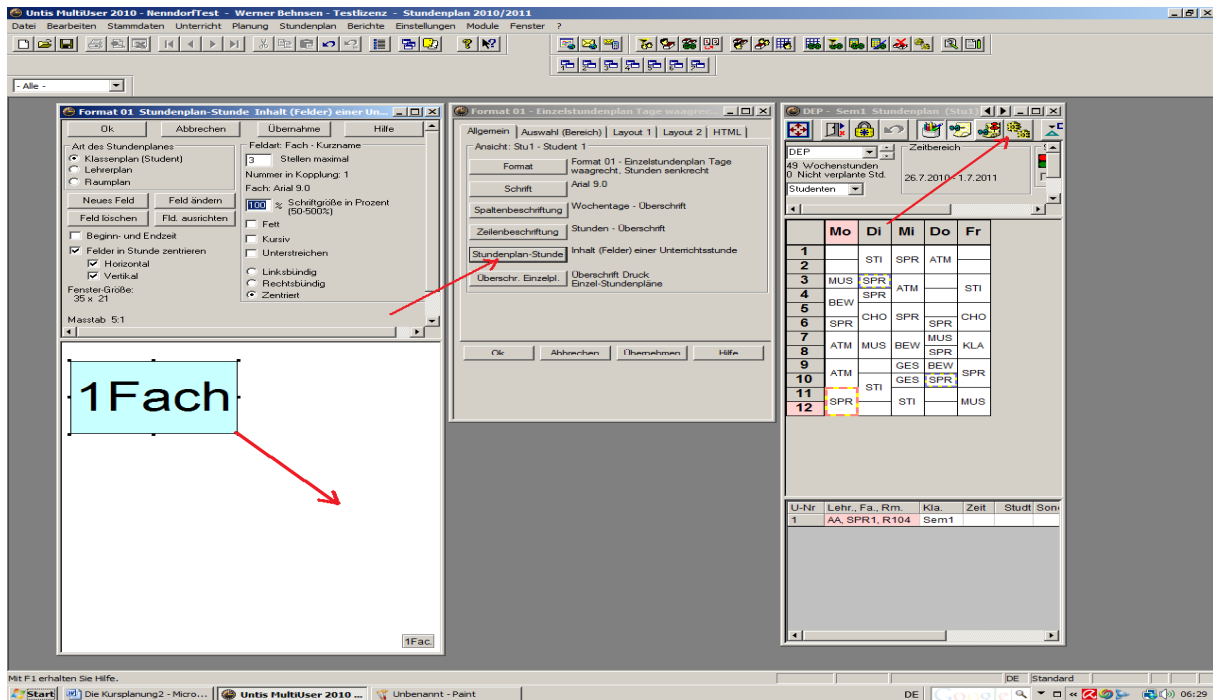 Untis MultiUser 2010 - NenndorfTest - Werner Behnsen - Testlizenz - Stundenplan 2010/2011
Datei Bearbeiten Stammdaten Unterricht Planung Stundenplan Berichte Einstellungen Module Fenster ?
- Alle -
Format 01 Stundenplan-Stunde Inhalt (Felder) einer Un...
Ok Abbrechen Übernahme Hilfe
Art des Stundenplanes
Klassenplan (Student)
Lehrerplan
Raumplan
Neues Feld Feld ändern
Feld löschen Fld. ausrichten
Beginn- und Endzeit
Felder in Stunde zentrieren
Horizontal
Vertikal
Fenster-Größe:
35 x 21
Masstab 5:1
Feldart: Fach - Kurzname
3 Stellen maximal
Nummer in Kopplung: 1
Fach: Arial 9.0
100 % Schriftgröße in Prozent
(50-500%)
Fett
Kursiv
Unterstreichen
Linksbündig
Rechtsbündig
Zentriert
1Fach
1Fac.
Format 01 - Einzelstundenplan Tage waagrec...
Allgemein Auswahl (Bereich) Layout 1 Layout 2 HTML
Ansicht: Stu1 - Student 1
Format Format 01 - Einzelstundenplan Tage
waagrecht, Stunden senkrecht
Schrift Arial 9.0
Spaltenbeschriftung Wochentage - Überschrift
Zeilenbeschriftung Stunden - Überschrift
Stundenplan-Stunde Inhalt (Felder) einer Unterrichtsstunde
Überschr. Einzelpl. Überschrift Druck
Einzel-Stundenpläne
Ok Abbrechen Übernehmen Hilfe
DEP - Sem1 Stundenplan (Stu1)
DEP
49 Wochenstunden
0 Nicht verplante Std.
Studenten
Zeitbereich
26.7.2010 - 1.7.2011
Mo Di Mi Do Fr
1
STI SPR ATM
2
3 MUS SPR
ATM STI
4 SPR
BEW
5
CHO SPR CHO
6 SPR SPR
7 MUS
ATM MUS BEW KLA
8 SPR
9 GES BEW
ATM SPR
10 GES SPR
STI
11
SPR STI MUS
12
U-Nr Lehr., Fa., Rm. Kla. Zeit Studt Son
1 AA, SPR1, R104 Sem1
Mit F1 erhalten Sie Hilfe.
DE Standard
Start Die Kursplanung2 - Micro... Untis MultiUser 2010 ... Unbenannt - Paint DE Google 06:29